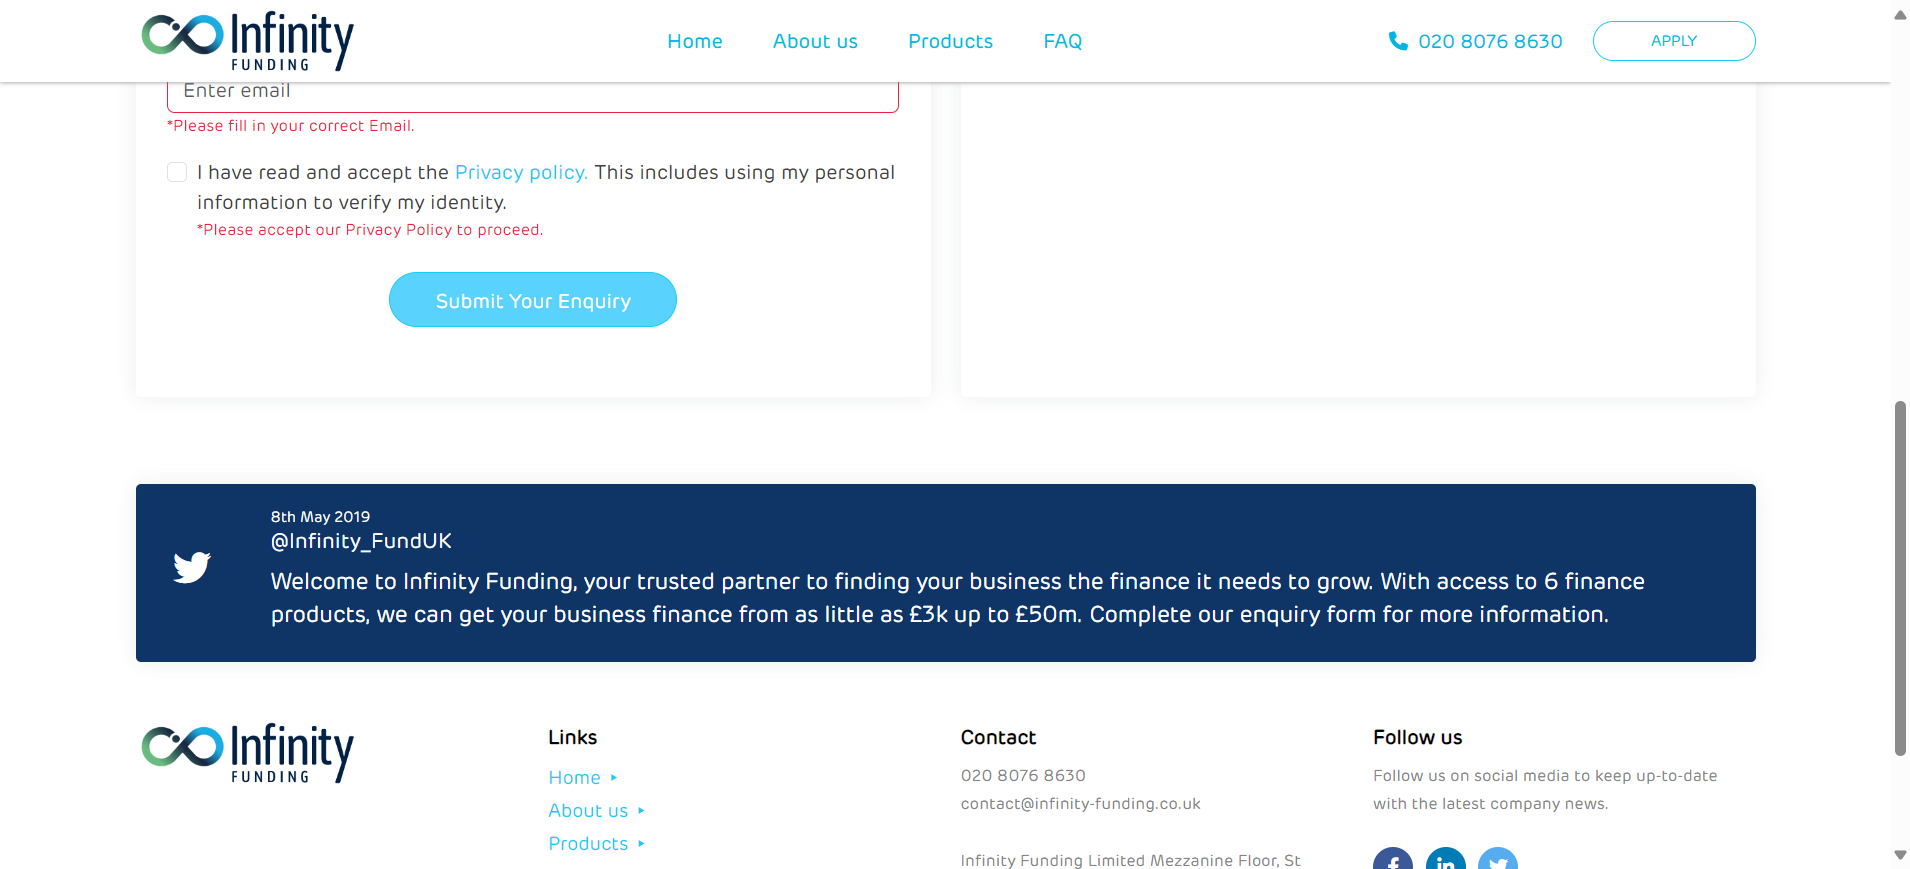 Infinity
FUNDING
Home
About us
Products
FAQ
020 8076 8630
APPLY
Enter email
*Please fill in your correct Email.
I have read and accept the Privacy policy. This includes using my personal
information to verify my identity.
*Please accept our Privacy Policy to proceed.
Submit Your Enquiry
8th May 2019
@Infinity_FundUK
Welcome to Infinity Funding, your trusted partner to finding your business the finance it needs to grow. With access to 6 finance
products, we can get your business finance from as little as £3k up to £50m. Complete our enquiry form for more information.
Infinity
FUNDING
Links
Home
About us
Products
Contact
020 8076 8630
contact@infinity-funding.co.uk
Infinity Funding Limited Mezzanine Floor, St
Follow us
Follow us on social media to keep up-to-date
with the latest company news.